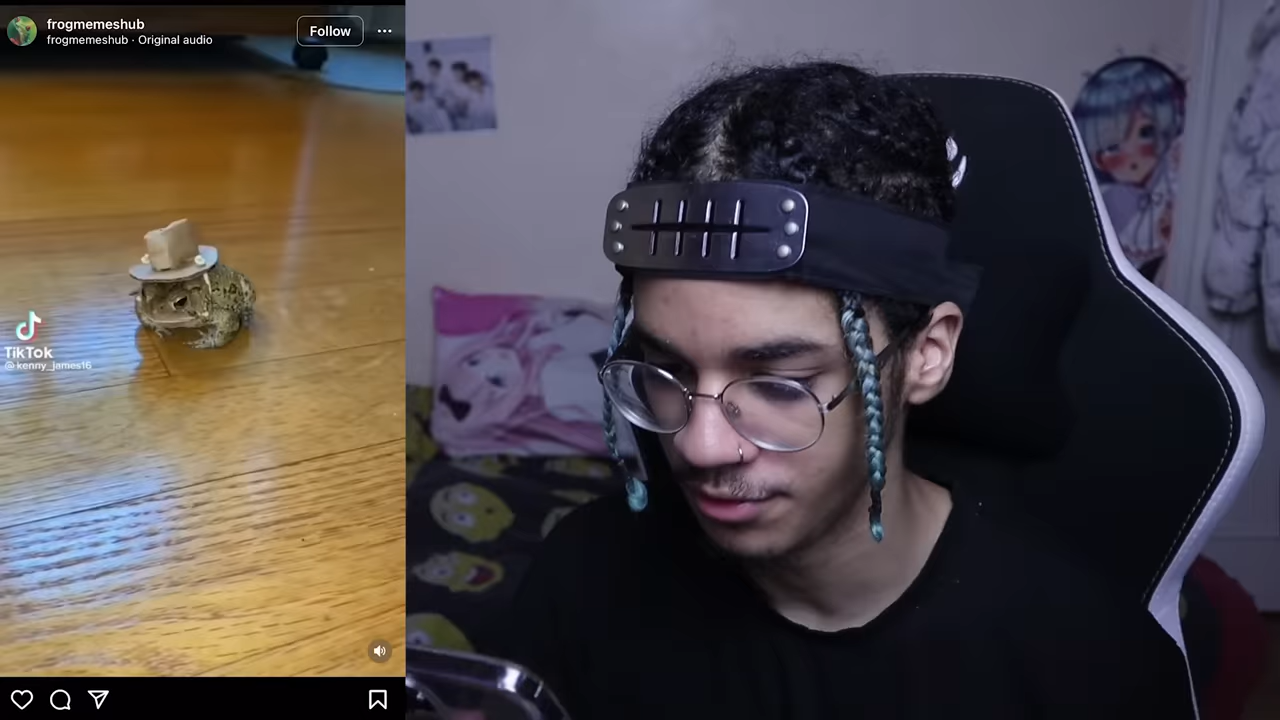 frogmemeshub
frogmemeshub · Original audio
Follow
TikTok
@kenny_james16